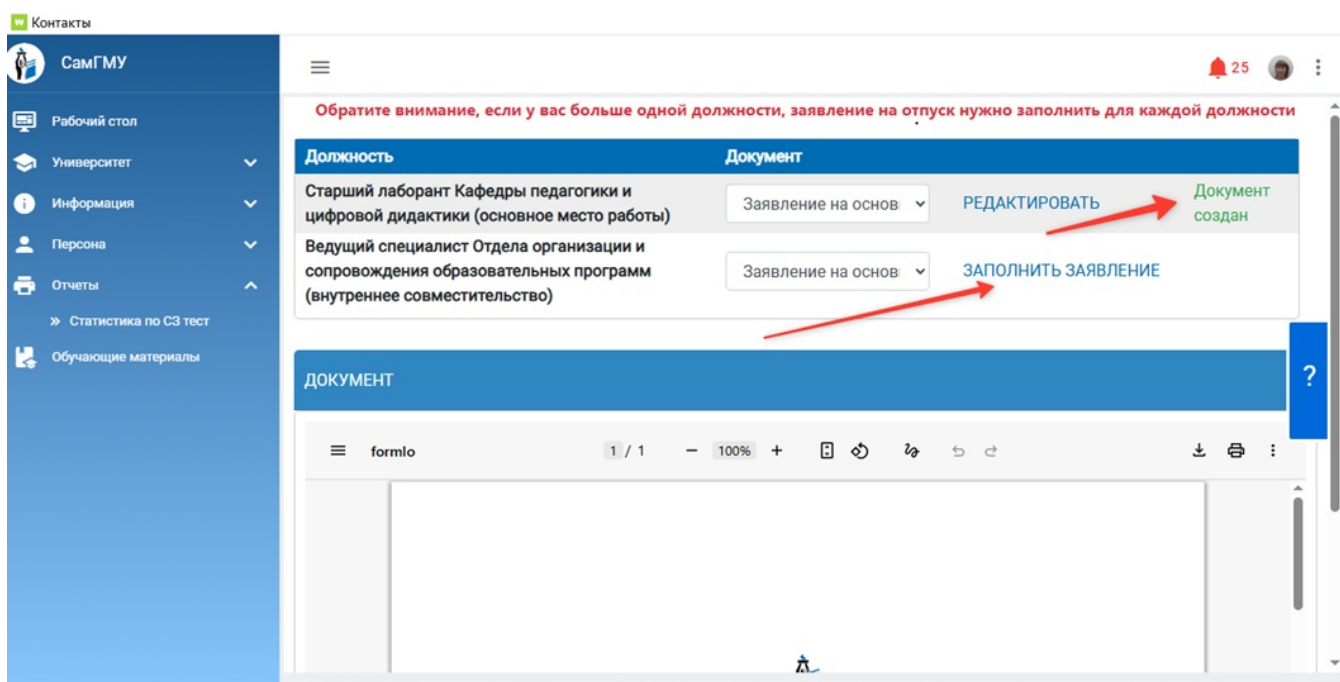 Контакты
СамГМУ
25
Рабочий стол
Университет
Информация
Персона
Отчеты
» Статистика по СЗ тест
Обучающие материалы
Обратите внимание, если у вас больше одной должности, заявление на отпуск нужно заполнить для каждой должности
Должность Документ
Старший лаборант Кафедры педагогики и
цифровой дидактики (основное место работы)
Заявление на основ
РЕДАКТИРОВАТЬ
Документ
создан
Ведущий специалист Отдела организации и
сопровождения образовательных программ
(внутреннее совместительство)
Заявление на основ
ЗАПОЛНИТЬ ЗАЯВЛЕНИЕ
?
ДОКУМЕНТ
formlo 1 / 1 − 100% +